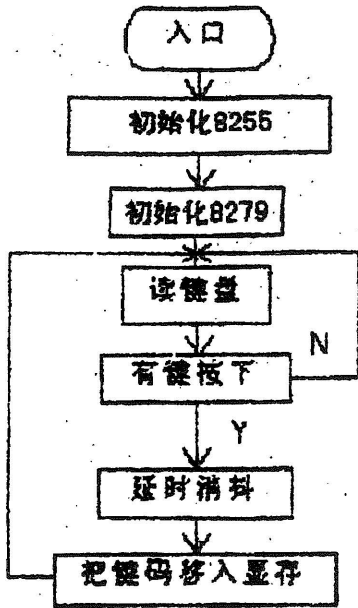 入口
初始化8255
初始化8279
读键盘
N
有键按下
Y
延时消抖
把键码移入显存